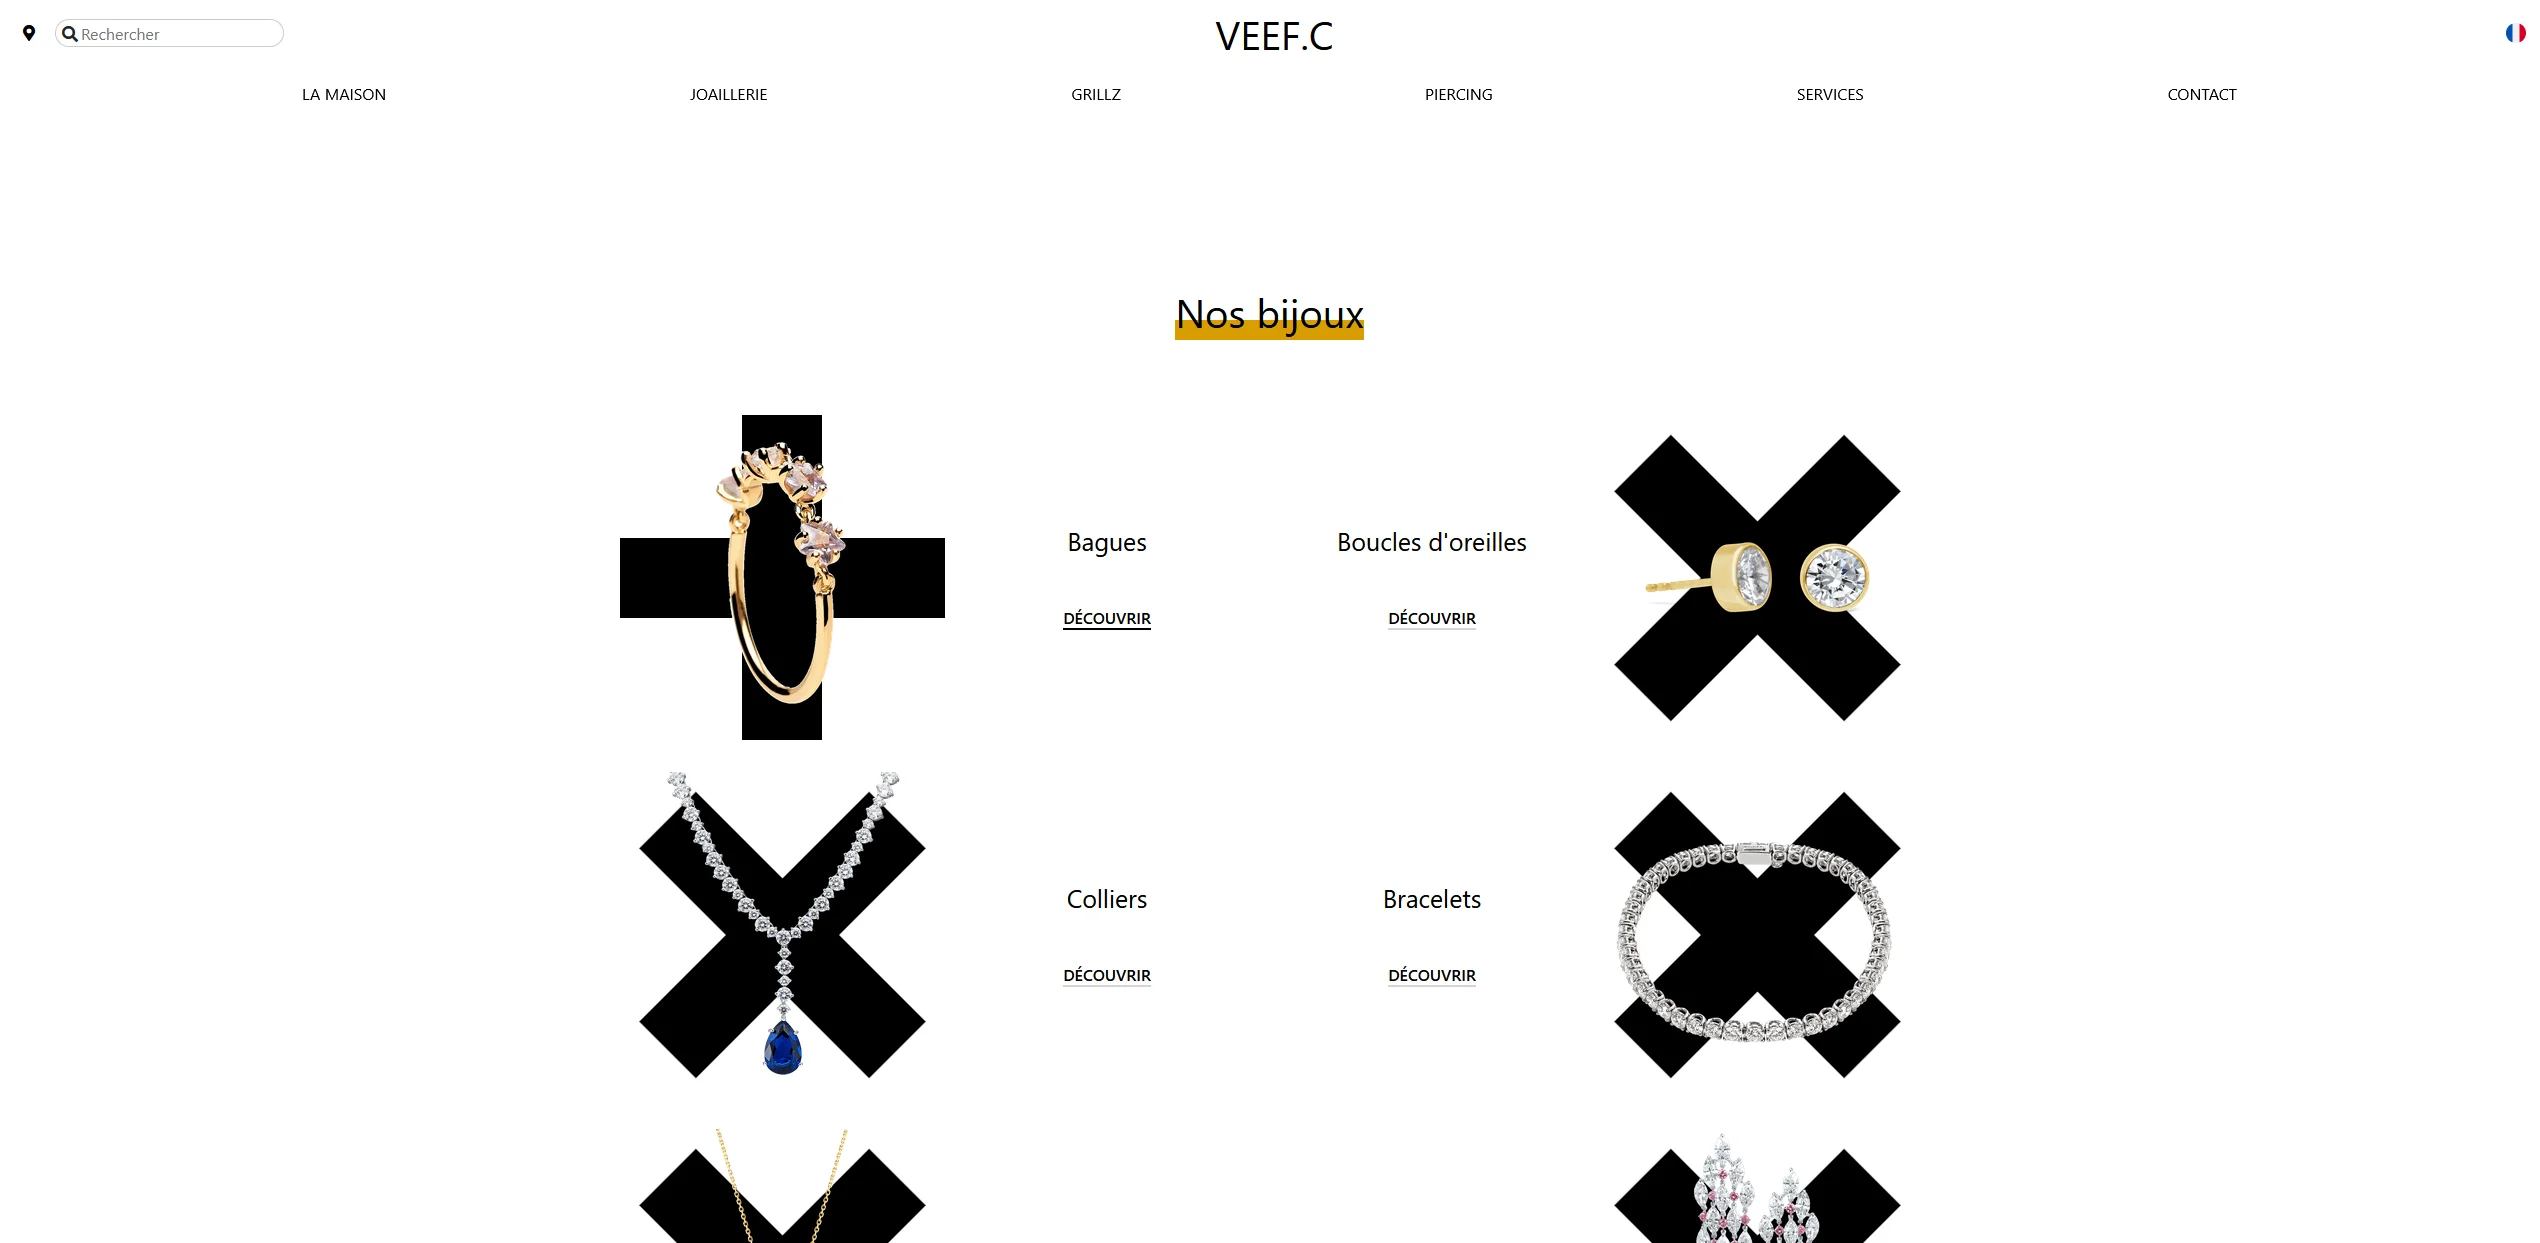 Rechercher
VEEF.C
LA MAISON
JOAILLERIE
GRILLZ
PIERCING
SERVICES
CONTACT
Nos bijoux
Bagues
DÉCOUVRIR
Boucles d'oreilles
DÉCOUVRIR
Colliers
DÉCOUVRIR
Bracelets
DÉCOUVRIR